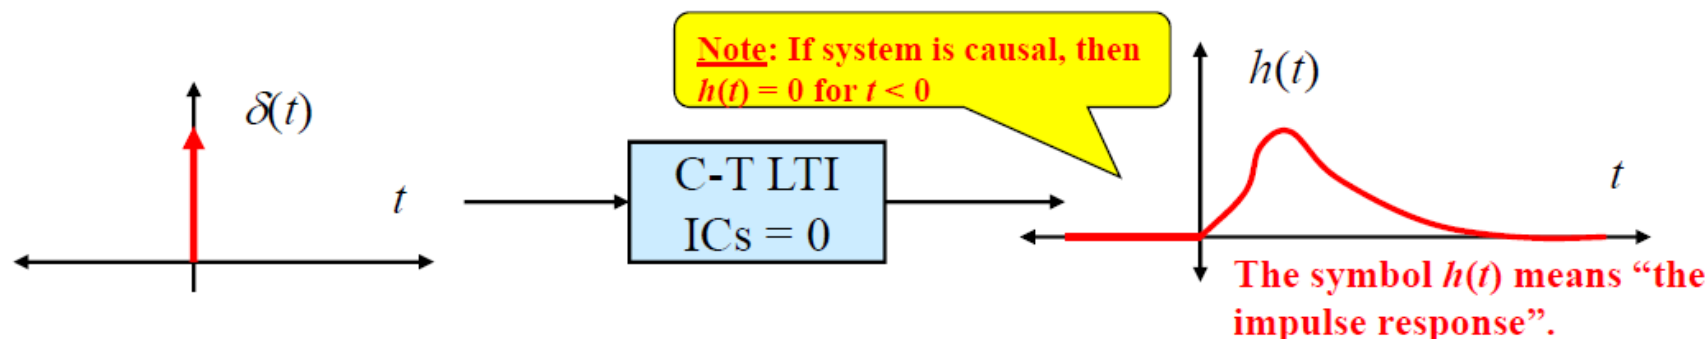 δ(t)
t
C-T LTI
ICs = 0
Note: If system is causal, then
h(t) = 0 for t < 0
h(t)
t
The symbol h(t) means “the
impulse response”.